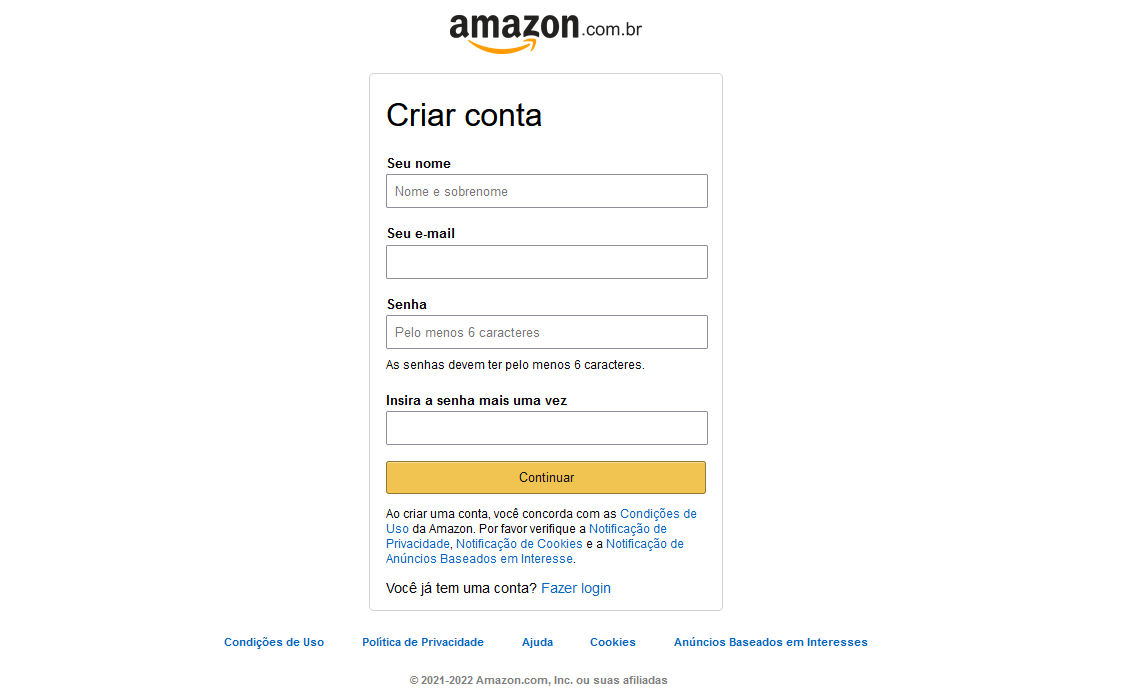 amazon.com.br
Criar conta
Seu nome
Nome e sobrenome
Seu e-mail
Senha
Pelo menos 6 caracteres
As senhas devem ter pelo menos 6 caracteres.
Insira a senha mais uma vez
Continuar
Ao criar uma conta, você concorda com as Condições de
Uso da Amazon. Por favor verifique a Notificação de
Privacidade, Notificação de Cookies e a Notificação de
Anúncios Baseados em Interesse.
Você já tem uma conta? Fazer login
Condições de Uso Política de Privacidade Ajuda Cookies Anúncios Baseados em Interesses
© 2021-2022 Amazon.com, Inc. ou suas afiliadas